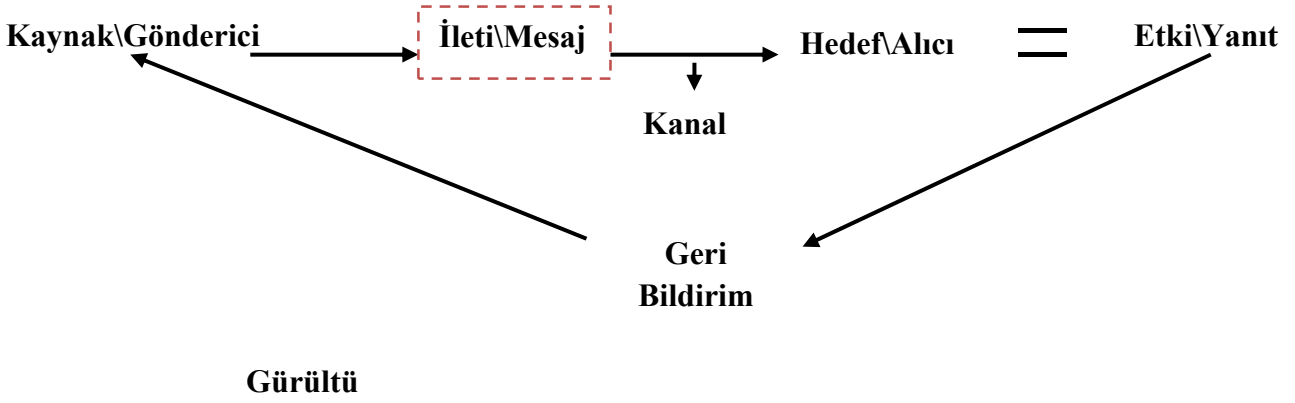 Kaynak\Gönderici
İleti\Mesaj
Hedef\Alıcı
Etki\Yanıt
Kanal
Geri
Bildirim
Gürültü